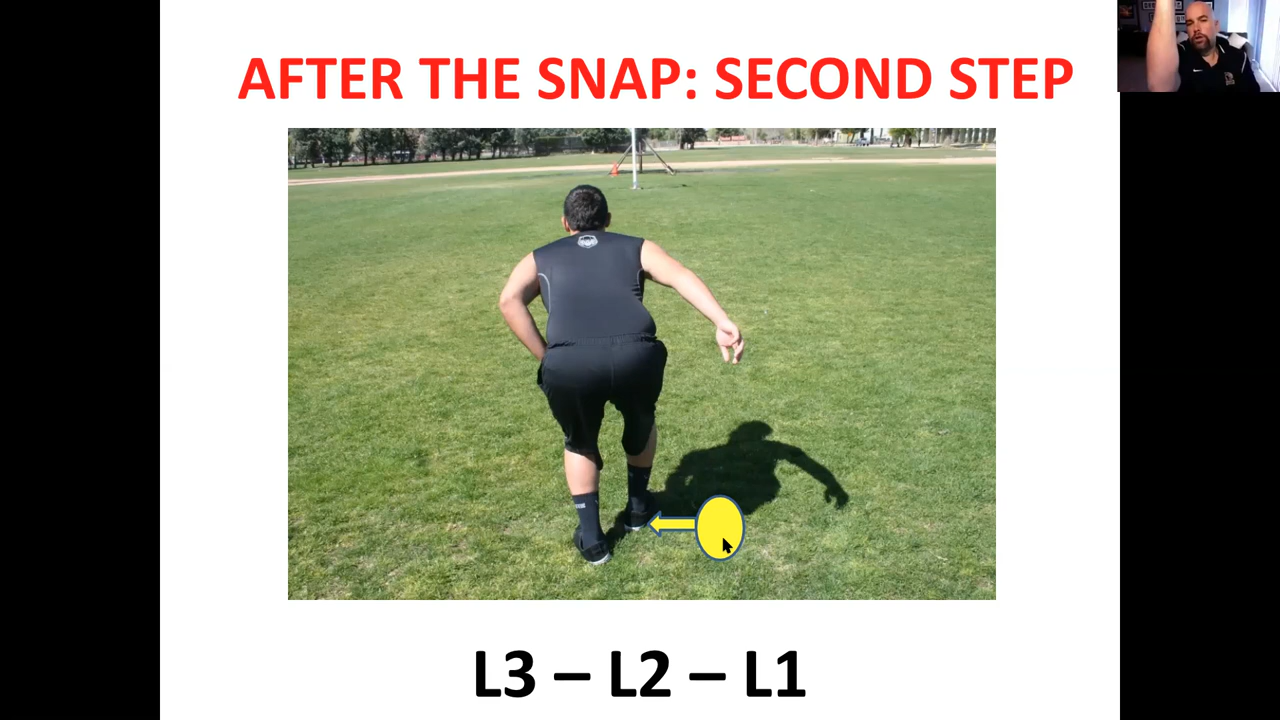 AFTER THE SNAP: SECOND STEP
L3 – L2 – L1